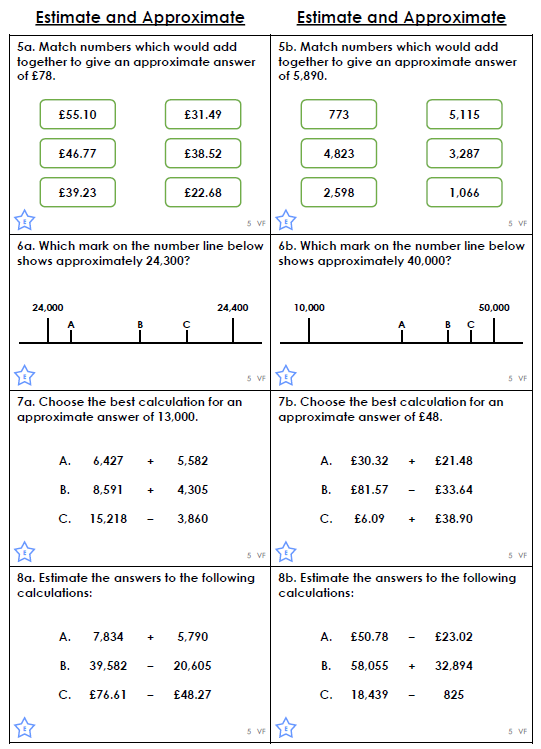 Estimate and Approximate
5a. Match numbers which would add
together to give an approximate answer
of £78.
£55.10 £31.49
£46.77 £38.52
£39.23 £22.68
E
5 VF
6a. Which mark on the number line below
shows approximately 24,300?
24,000 24,400
A B C
E
5 VF
7a. Choose the best calculation for an
approximate answer of 13,000.
A. 6,427 + 5,582
B. 8,591 + 4,305
C. 15,218 – 3,860
E
5 VF
8a. Estimate the answers to the following
calculations:
A. 7,834 + 5,790
B. 39,582 – 20,605
C. £76.61 – £48.27
E
5 VF
Estimate and Approximate
5b. Match numbers which would add
together to give an approximate answer
of 5,890.
773 5,115
4,823 3,287
2,598 1,066
E
5 VF
6b. Which mark on the number line below
shows approximately 40,000?
10,000 50,000
A B C
E
5 VF
7b. Choose the best calculation for an
approximate answer of £48.
A. £30.32 + £21.48
B. £81.57 – £33.64
C. £6.09 + £38.90
E
5 VF
8b. Estimate the answers to the following
calculations:
A. £50.78 – £23.02
B. 58,055 + 32,894
C. 18,439 – 825
E
5 VF